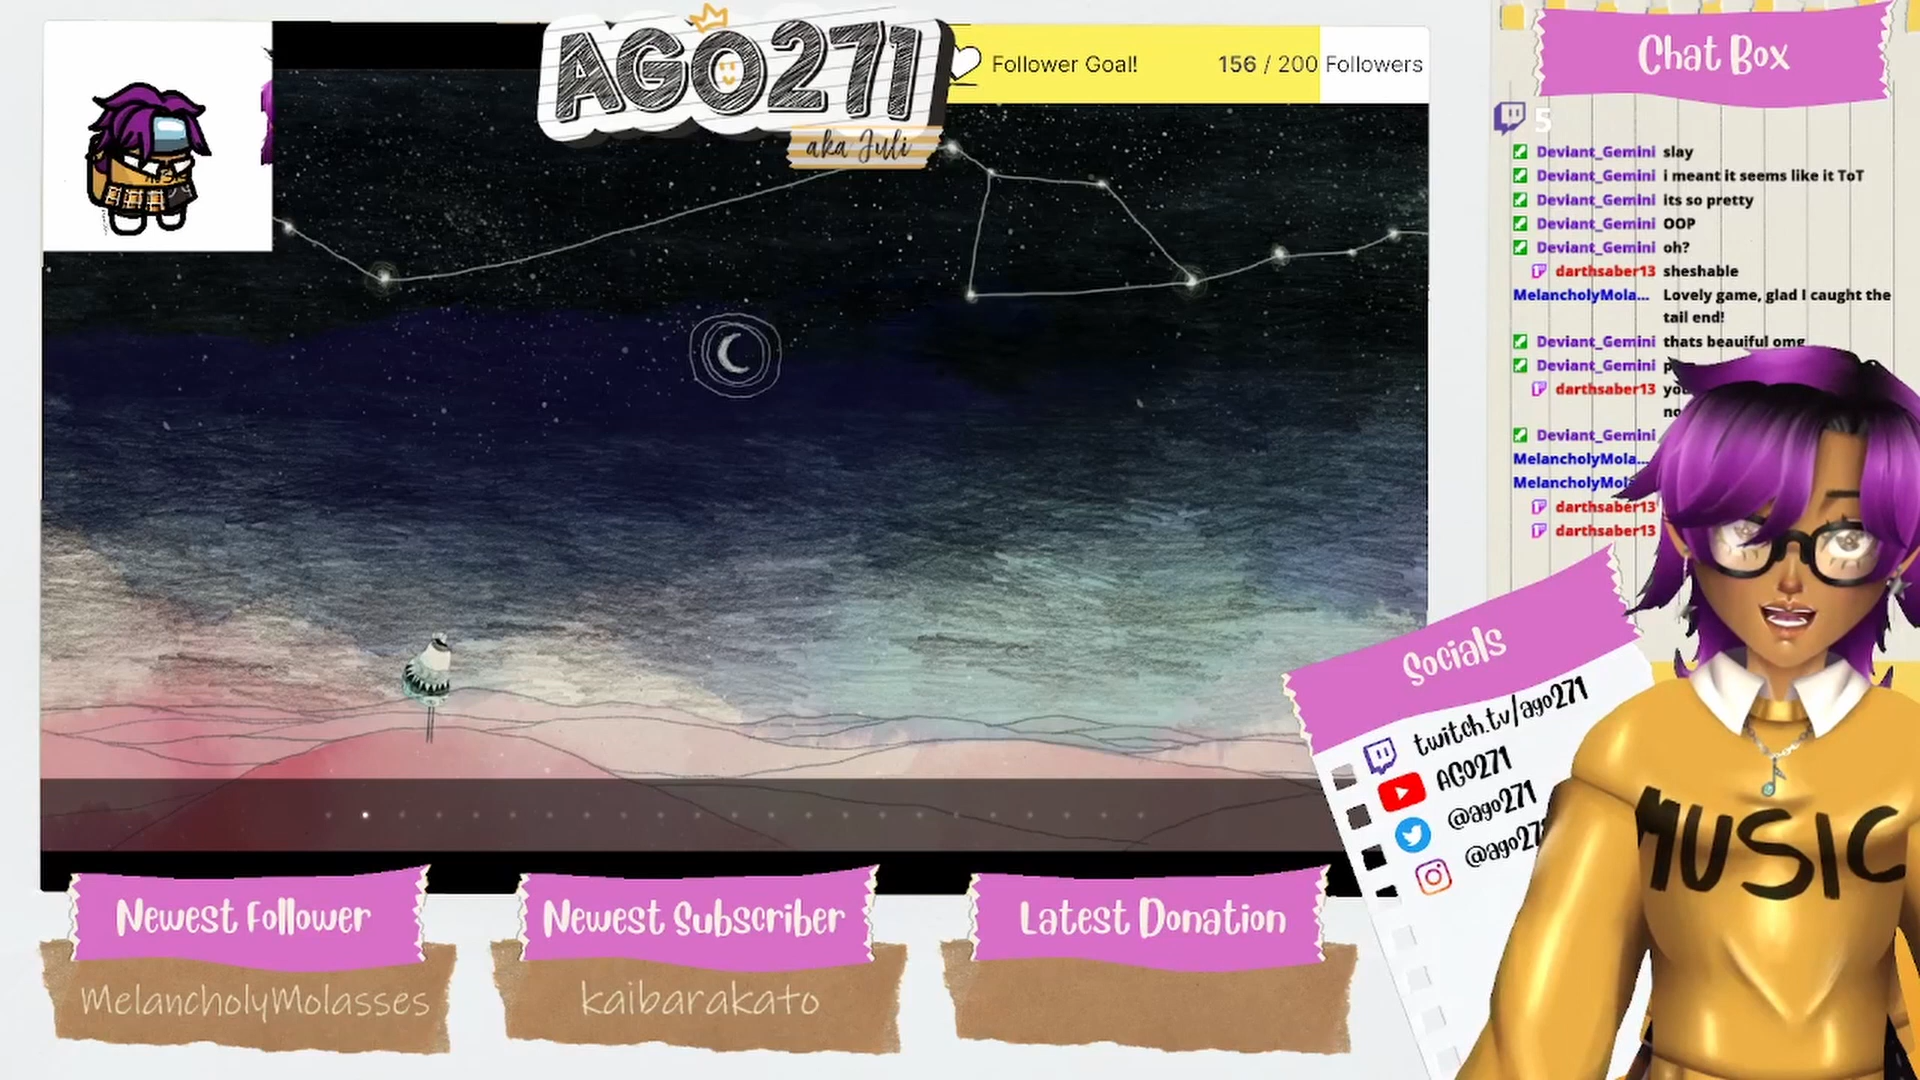 AGO271
aka Juli
Follower Goal!
156 / 200 Followers
Chat Box
5
Deviant_Gemini slay
Deviant_Gemini i meant it seems like it ToT
Deviant_Gemini its so pretty
Deviant_Gemini OOP
Deviant_Gemini oh?
darthsaber13 sheshable
MelancholyMola... Lovely game, glad I caught the
tail end!
Deviant_Gemini thats beauiful omg
Deviant_Gemini
darthsaber13
Deviant_Gemini
MelancholyMola...
darthsaber13
darthsaber13
Socials
twitch.tv/ago271
AGO271
@ago271
MUSIC
Newest Follower
MelancholyMolasses
Newest Subscriber
kaibarakato
Latest Donation